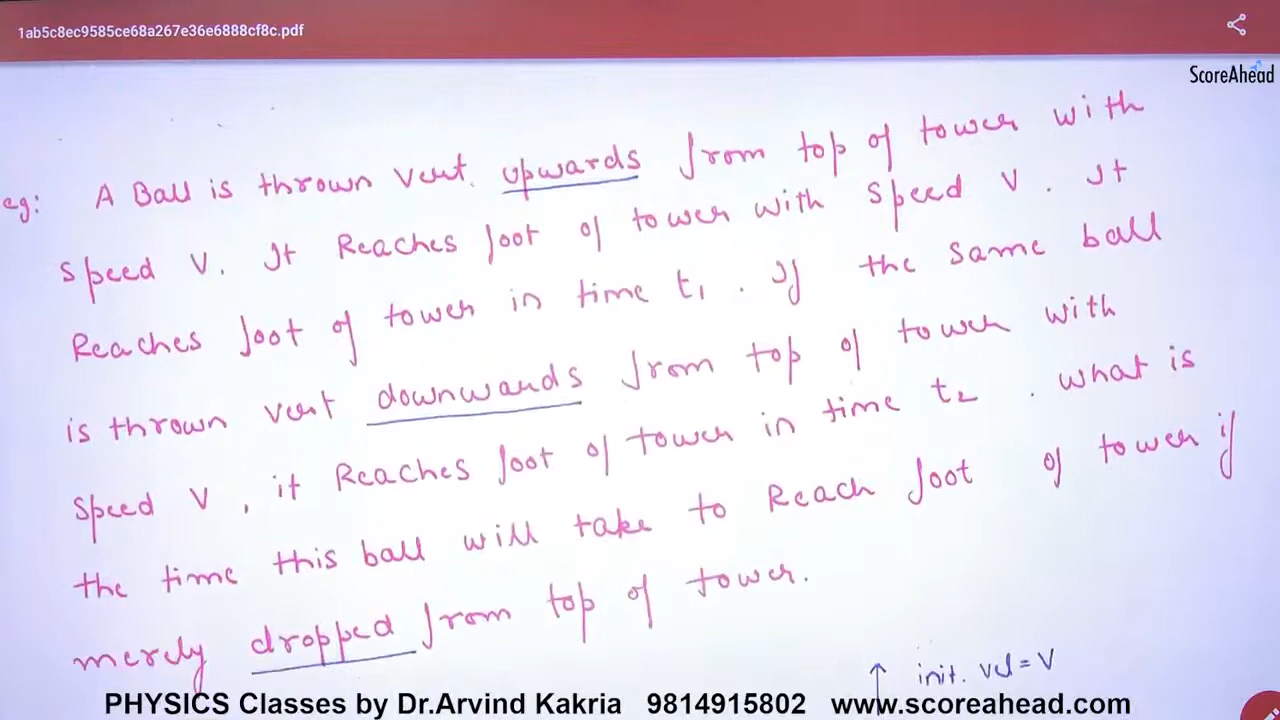 1ab5c8ec9585ce68a267e36e6888cf8c.pdf
ScoreAhead
eg: A Ball is thrown vert. upwards from top of tower with
speed V. It Reaches foot of tower with speed V. It
Reaches foot of tower in time t₁. If the same ball
is thrown vert downwards from top of tower with
speed V, it Reaches foot of tower in time t₂. What is
the time this ball will take to Reach foot of tower if
merely dropped from top of tower.
init. vel = V
PHYSICS Classes by Dr.Arvind Kakria 9814915802 www.scoreahead.com